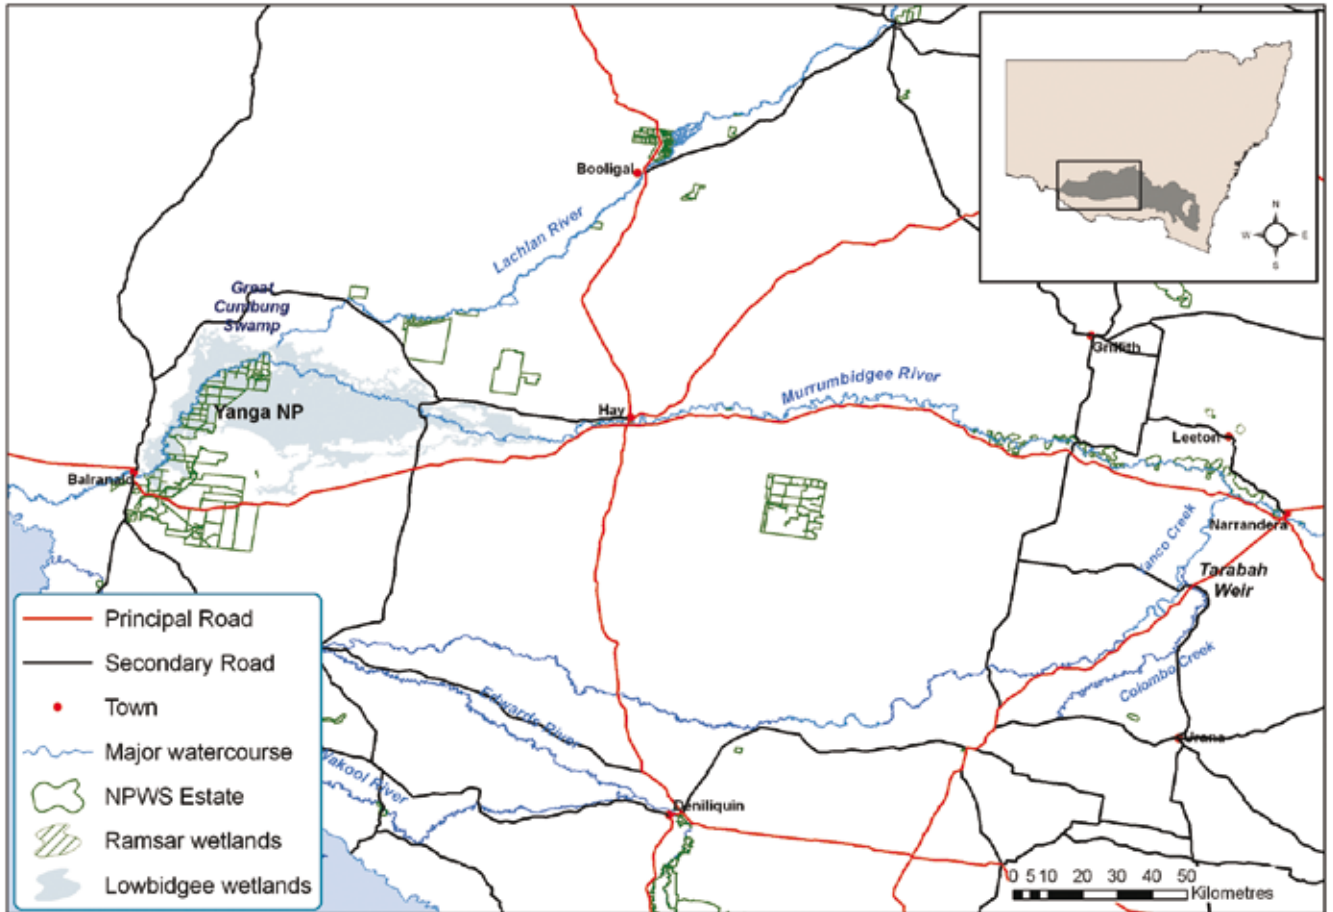 Booligal
Lachlan River
Great
Cumbung
Swamp
N
W
E
S
Griffith
Murrumbidgee River
Hay
Yanga NP
Leeton
Balranald
Narrandera
Yanco Creek
Tarabah
Weir
Colombo Creek
Edwards River
Urana
Wakool River
Deniliquin
Principal Road
Secondary Road
Town
Major watercourse
NPWS Estate
Ramsar wetlands
Lowbidgee wetlands
0 5 10 20 30 40 50
Kilometres